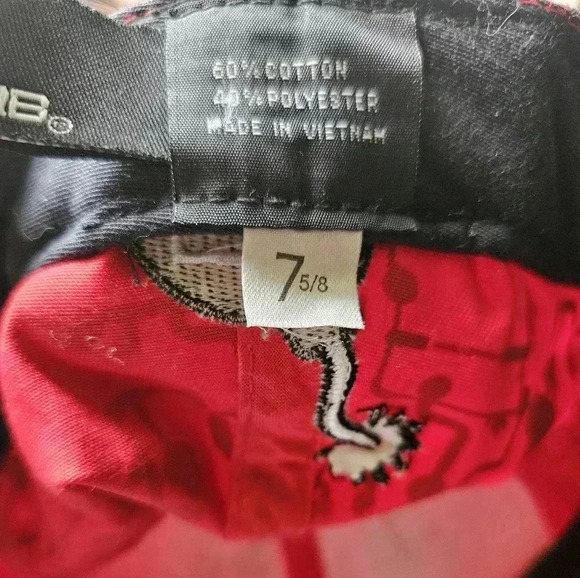 60% COTTON
40% POLYESTER
MADE IN VIETNAM
7 5/8